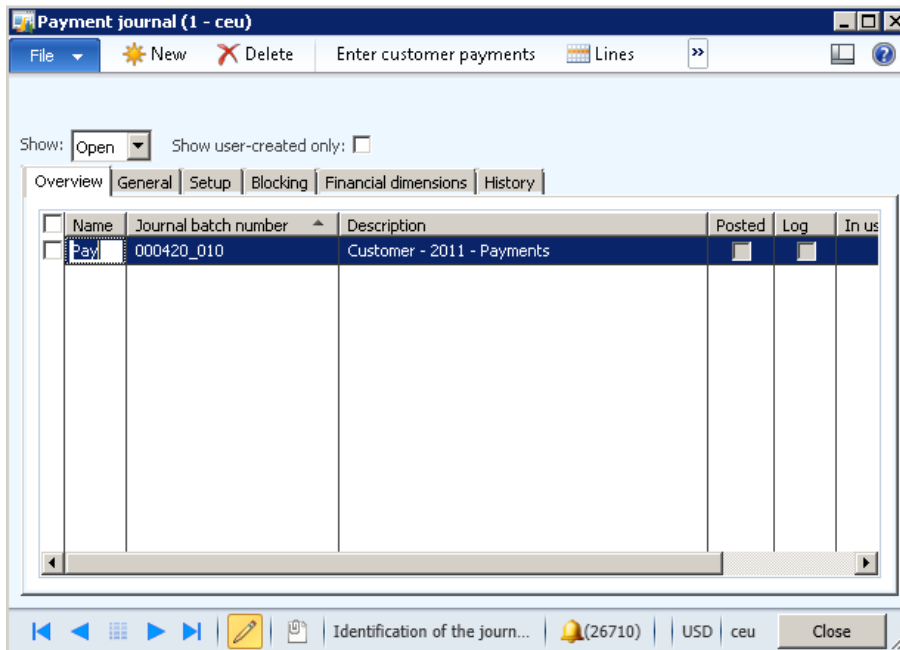 Payment journal (1 - ceu)
File New Delete Enter customer payments Lines »
Show: Open Show user-created only:
Overview General Setup Blocking Financial dimensions History
Name Journal batch number Description Posted Log In us
Pay 000420_010 Customer - 2011 - Payments
Identification of the journ... (26710) USD ceu Close